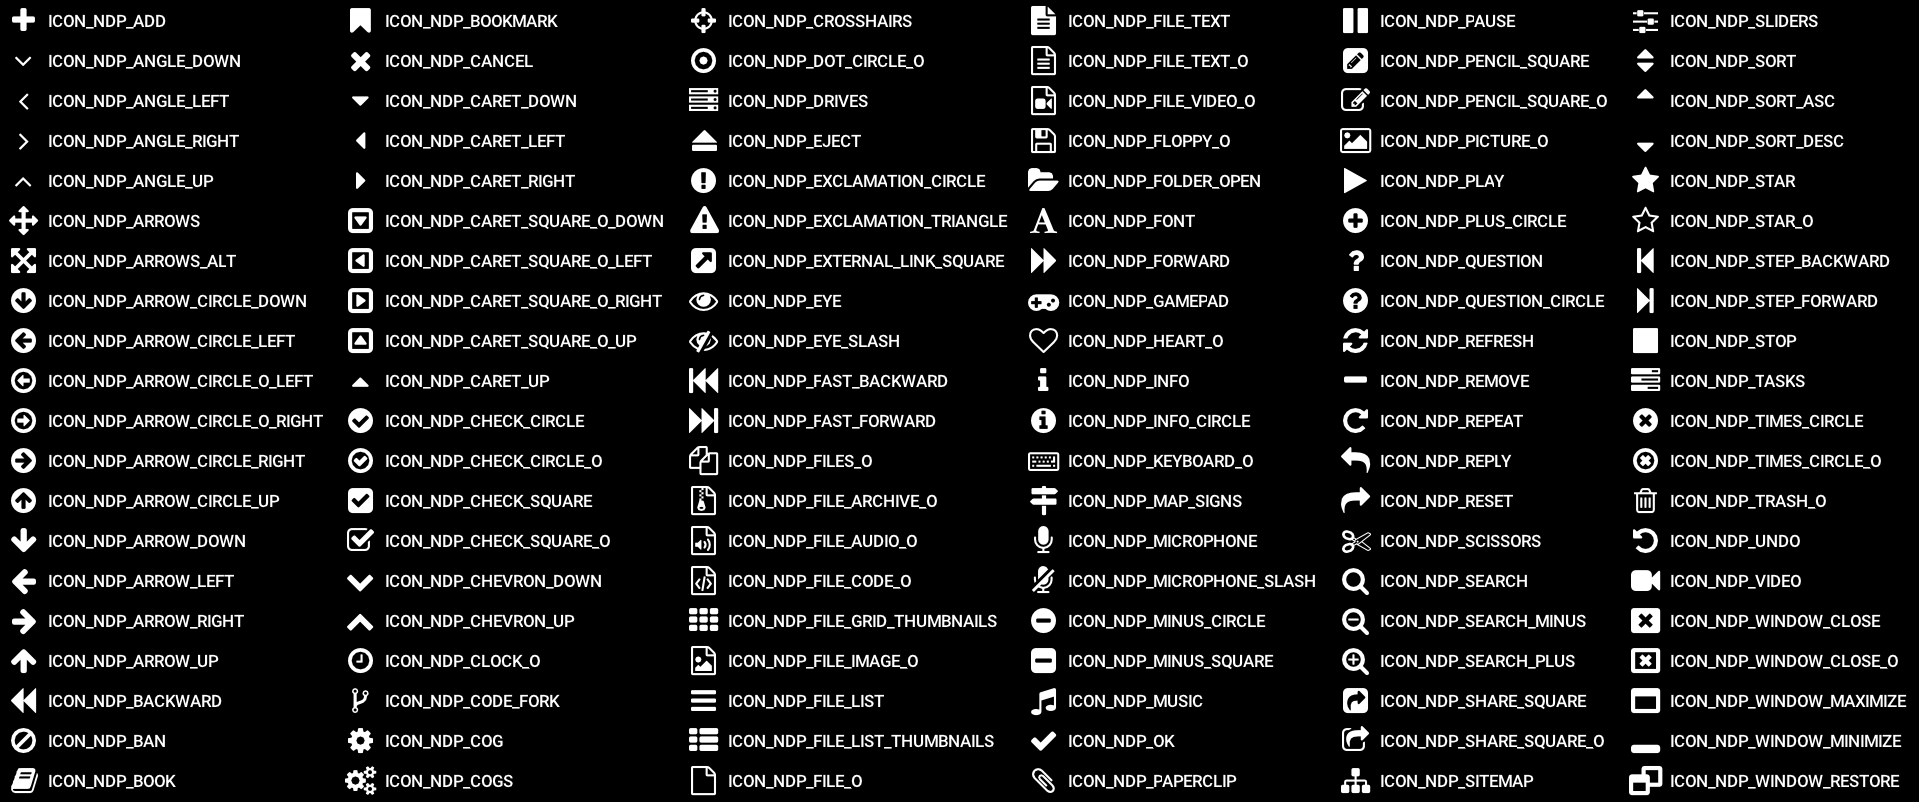 ICON_NDP_ADD
ICON_NDP_ANGLE_DOWN
ICON_NDP_ANGLE_LEFT
ICON_NDP_ANGLE_RIGHT
ICON_NDP_ANGLE_UP
ICON_NDP_ARROWS
ICON_NDP_ARROWS_ALT
ICON_NDP_ARROW_CIRCLE_DOWN
ICON_NDP_ARROW_CIRCLE_LEFT
ICON_NDP_ARROW_CIRCLE_O_LEFT
ICON_NDP_ARROW_CIRCLE_O_RIGHT
ICON_NDP_ARROW_CIRCLE_RIGHT
ICON_NDP_ARROW_CIRCLE_UP
ICON_NDP_ARROW_DOWN
ICON_NDP_ARROW_LEFT
ICON_NDP_ARROW_RIGHT
ICON_NDP_ARROW_UP
ICON_NDP_BACKWARD
ICON_NDP_BAN
ICON_NDP_BOOK
ICON_NDP_BOOKMARK
ICON_NDP_CANCEL
ICON_NDP_CARET_DOWN
ICON_NDP_CARET_LEFT
ICON_NDP_CARET_RIGHT
ICON_NDP_CARET_SQUARE_O_DOWN
ICON_NDP_CARET_SQUARE_O_LEFT
ICON_NDP_CARET_SQUARE_O_RIGHT
ICON_NDP_CARET_SQUARE_O_UP
ICON_NDP_CARET_UP
ICON_NDP_CHECK_CIRCLE
ICON_NDP_CHECK_CIRCLE_O
ICON_NDP_CHECK_SQUARE
ICON_NDP_CHECK_SQUARE_O
ICON_NDP_CHEVRON_DOWN
ICON_NDP_CHEVRON_UP
ICON_NDP_CLOCK_O
ICON_NDP_CODE_FORK
ICON_NDP_COG
ICON_NDP_COGS
ICON_NDP_CROSSHAIRS
ICON_NDP_DOT_CIRCLE_O
ICON_NDP_DRIVES
ICON_NDP_EJECT
ICON_NDP_EXCLAMATION_CIRCLE
ICON_NDP_EXCLAMATION_TRIANGLE
ICON_NDP_EXTERNAL_LINK_SQUARE
ICON_NDP_EYE
ICON_NDP_EYE_SLASH
ICON_NDP_FAST_BACKWARD
ICON_NDP_FAST_FORWARD
ICON_NDP_FILES_O
ICON_NDP_FILE_ARCHIVE_O
ICON_NDP_FILE_AUDIO_O
ICON_NDP_FILE_CODE_O
ICON_NDP_FILE_GRID_THUMBNAILS
ICON_NDP_FILE_IMAGE_O
ICON_NDP_FILE_LIST
ICON_NDP_FILE_LIST_THUMBNAILS
ICON_NDP_FILE_O
ICON_NDP_FILE_TEXT
ICON_NDP_FILE_TEXT_O
ICON_NDP_FILE_VIDEO_O
ICON_NDP_FLOPPY_O
ICON_NDP_FOLDER_OPEN
ICON_NDP_FONT
ICON_NDP_FORWARD
ICON_NDP_GAMEPAD
ICON_NDP_HEART_O
ICON_NDP_INFO
ICON_NDP_INFO_CIRCLE
ICON_NDP_KEYBOARD_O
ICON_NDP_MAP_SIGNS
ICON_NDP_MICROPHONE
ICON_NDP_MICROPHONE_SLASH
ICON_NDP_MINUS_CIRCLE
ICON_NDP_MINUS_SQUARE
ICON_NDP_MUSIC
ICON_NDP_OK
ICON_NDP_PAPERCLIP
ICON_NDP_PAUSE
ICON_NDP_PENCIL_SQUARE
ICON_NDP_PENCIL_SQUARE_O
ICON_NDP_PICTURE_O
ICON_NDP_PLAY
ICON_NDP_PLUS_CIRCLE
ICON_NDP_QUESTION
ICON_NDP_QUESTION_CIRCLE
ICON_NDP_REFRESH
ICON_NDP_REMOVE
ICON_NDP_REPEAT
ICON_NDP_REPLY
ICON_NDP_RESET
ICON_NDP_SCISSORS
ICON_NDP_SEARCH
ICON_NDP_SEARCH_MINUS
ICON_NDP_SEARCH_PLUS
ICON_NDP_SHARE_SQUARE
ICON_NDP_SHARE_SQUARE_O
ICON_NDP_SITEMAP
ICON_NDP_SLIDERS
ICON_NDP_SORT
ICON_NDP_SORT_ASC
ICON_NDP_SORT_DESC
ICON_NDP_STAR
ICON_NDP_STAR_O
ICON_NDP_STEP_BACKWARD
ICON_NDP_STEP_FORWARD
ICON_NDP_STOP
ICON_NDP_TASKS
ICON_NDP_TIMES_CIRCLE
ICON_NDP_TIMES_CIRCLE_O
ICON_NDP_TRASH_O
ICON_NDP_UNDO
ICON_NDP_VIDEO
ICON_NDP_WINDOW_CLOSE
ICON_NDP_WINDOW_CLOSE_O
ICON_NDP_WINDOW_MAXIMIZE
ICON_NDP_WINDOW_MINIMIZE
ICON_NDP_WINDOW_RESTORE